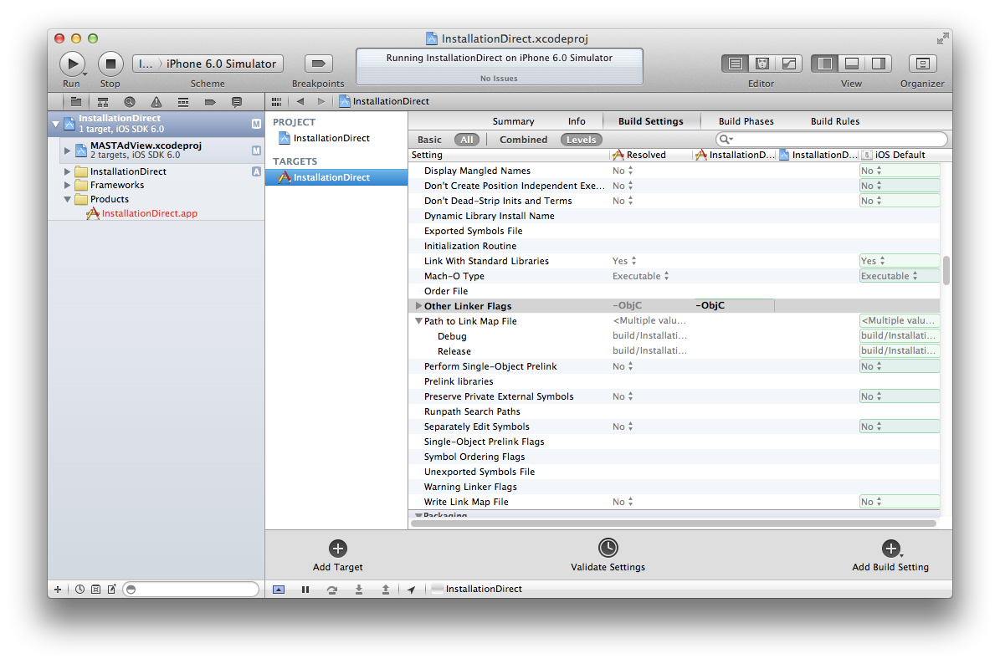 InstallationDirect.xcodeproj
I... iPhone 6.0 Simulator
Running InstallationDirect on iPhone 6.0 Simulator
No Issues
Run Stop Scheme Breakpoints Editor View Organizer
InstallationDirect
InstallationDirect M
1 target, iOS SDK 6.0
MASTAdView.xcodeproj M
2 targets, iOS SDK 6.0
InstallationDirect A
Frameworks
Products
InstallationDirect.app
PROJECT
InstallationDirect
TARGETS
InstallationDirect
Summary Info Build Settings Build Phases Build Rules
Basic All Combined Levels
Setting Resolved InstallationD... InstallationD... iOS Default
Display Mangled Names No No
Don't Create Position Independent Exe... No No
Don't Dead-Strip Inits and Terms No No
Dynamic Library Install Name
Exported Symbols File
Initialization Routine
Link With Standard Libraries Yes Yes
Mach-O Type Executable Executable
Order File
Other Linker Flags -ObjC -ObjC
Path to Link Map File <Multiple valu... <Multiple valu...
Debug build/Installati... build/Installati...
Release build/Installati... build/Installati...
Perform Single-Object Prelink No No
Prelink libraries
Preserve Private External Symbols No No
Runpath Search Paths
Separately Edit Symbols No No
Single-Object Prelink Flags
Symbol Ordering Flags
Unexported Symbols File
Warning Linker Flags
Write Link Map File No No
Packaging
Add Target Validate Settings Add Build Setting
InstallationDirect